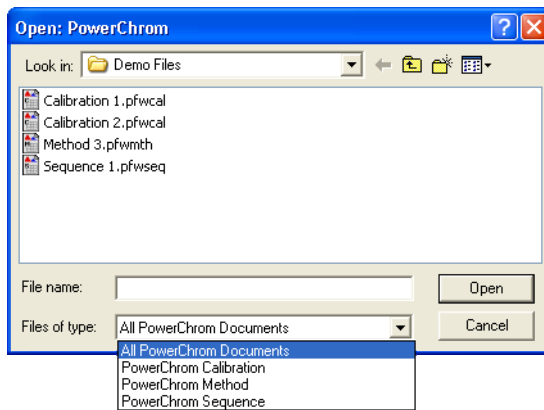 Open: PowerChrom
Look in: Demo Files
Calibration 1.pfwcal
Calibration 2.pfwcal
Method 3.pfwmth
Sequence 1.pfwseq
File name: Open
Files of type: All PowerChrom Documents Cancel
All PowerChrom Documents
PowerChrom Calibration
PowerChrom Method
PowerChrom Sequence